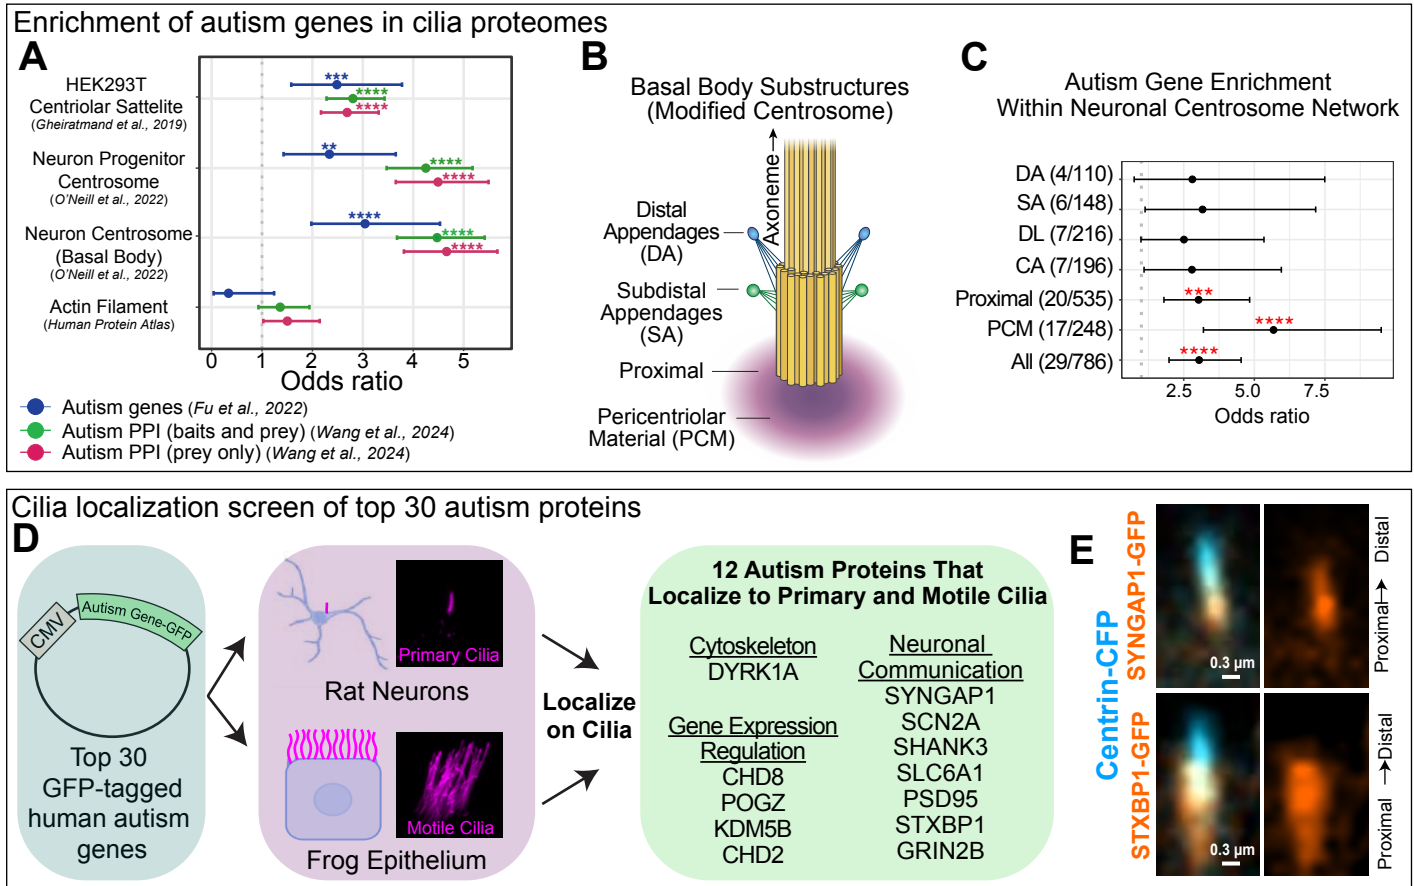 Enrichment of autism genes in cilia proteomes
A
HEK293T
Centriolar Sattelite
(Gheiratmand et al., 2019)
Neuron Progenitor
Centrosome
(O'Neill et al., 2022)
Neuron Centrosome
(Basal Body)
(O'Neill et al., 2022)
Actin Filament
(Human Protein Atlas)
***
****
****
**
****
****
****
****
****
0 1 2 3 4 5
Odds ratio
Autism genes (Fu et al., 2022)
Autism PPI (baits and prey) (Wang et al., 2024)
Autism PPI (prey only) (Wang et al., 2024)
B
Basal Body Substructures
(Modified Centrosome)
Axoneme
Distal
Appendages
(DA)
Subdistal
Appendages
(SA)
Proximal
Pericentriolar
Material (PCM)
C
Autism Gene Enrichment
Within Neuronal Centrosome Network
DA (4/110)
SA (6/148)
DL (7/216)
CA (7/196)
Proximal (20/535)
***
PCM (17/248)
****
All (29/786)
****
2.5 5.0 7.5
Odds ratio
Cilia localization screen of top 30 autism proteins
D
CMV
Autism Gene-GFP
Top 30
GFP-tagged
human autism
genes
Primary Cilia
Rat Neurons
Motile Cilia
Frog Epithelium
Localize
on Cilia
12 Autism Proteins That
Localize to Primary and Motile Cilia
Cytoskeleton
DYRK1A
Gene Expression
Regulation
CHD8
POGZ
KDM5B
CHD2
Neuronal
Communication
SYNGAP1
SCN2A
SHANK3
SLC6A1
PSD95
STXBP1
GRIN2B
E
Centrin-CFP
SYNGAP1-GFP
STXBP1-GFP
0.3 µm
0.3 µm
Proximal→ Distal
Proximal →Distal